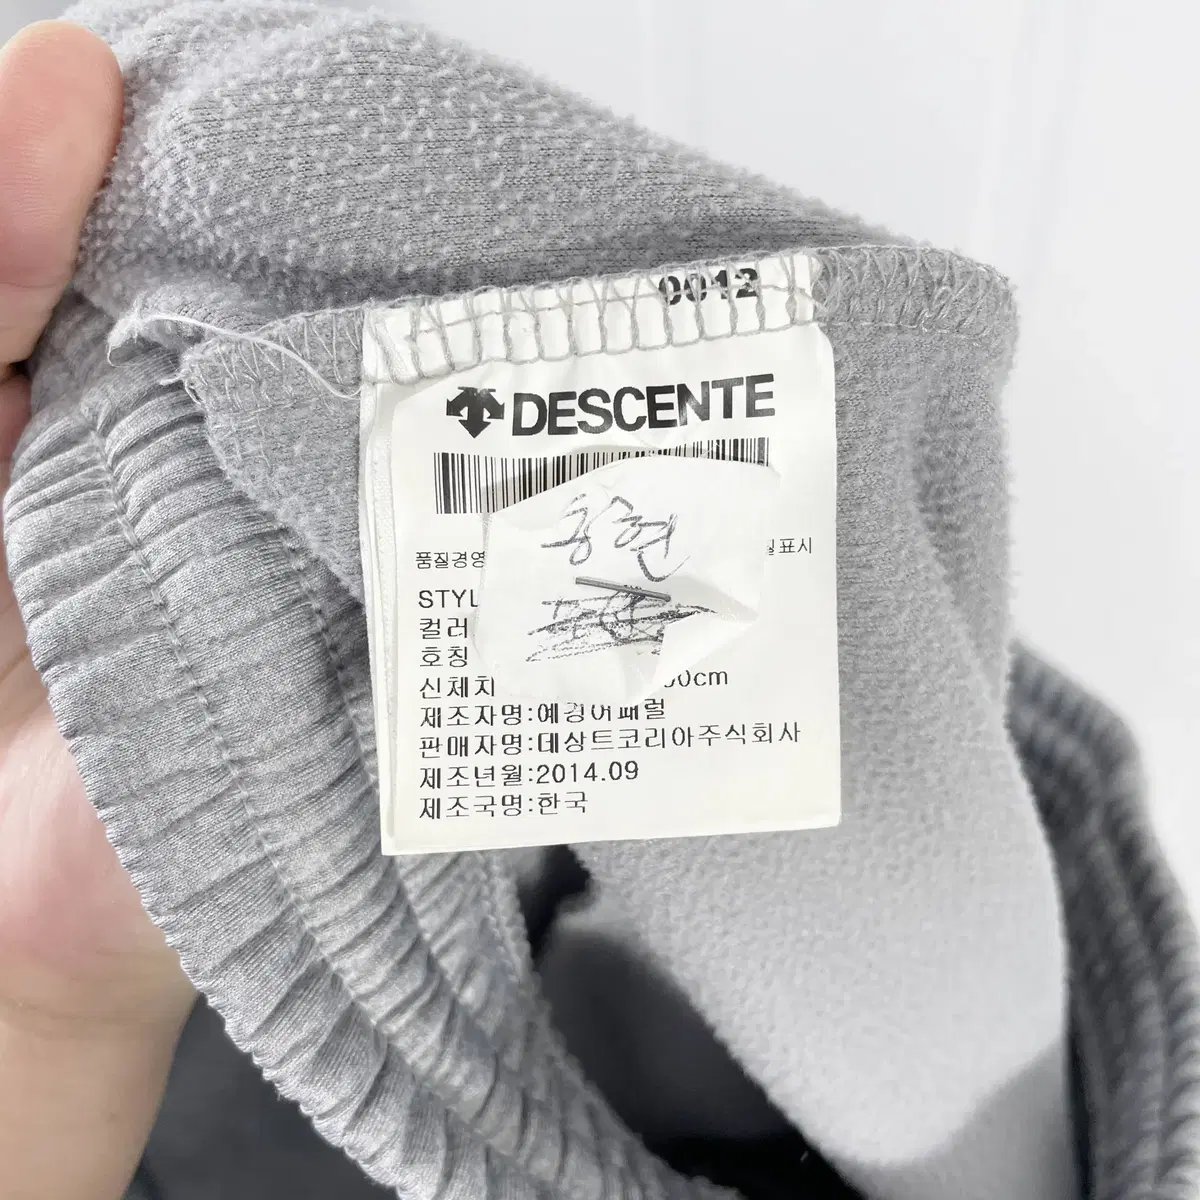 0012
DESCENTE
품질경영 질표시
STYL
컬러
호칭
신체치 00cm
제조자명:예경어패럴
판매자명:데상트코리아주식회사
제조년월:2014.09
제조국명:한국